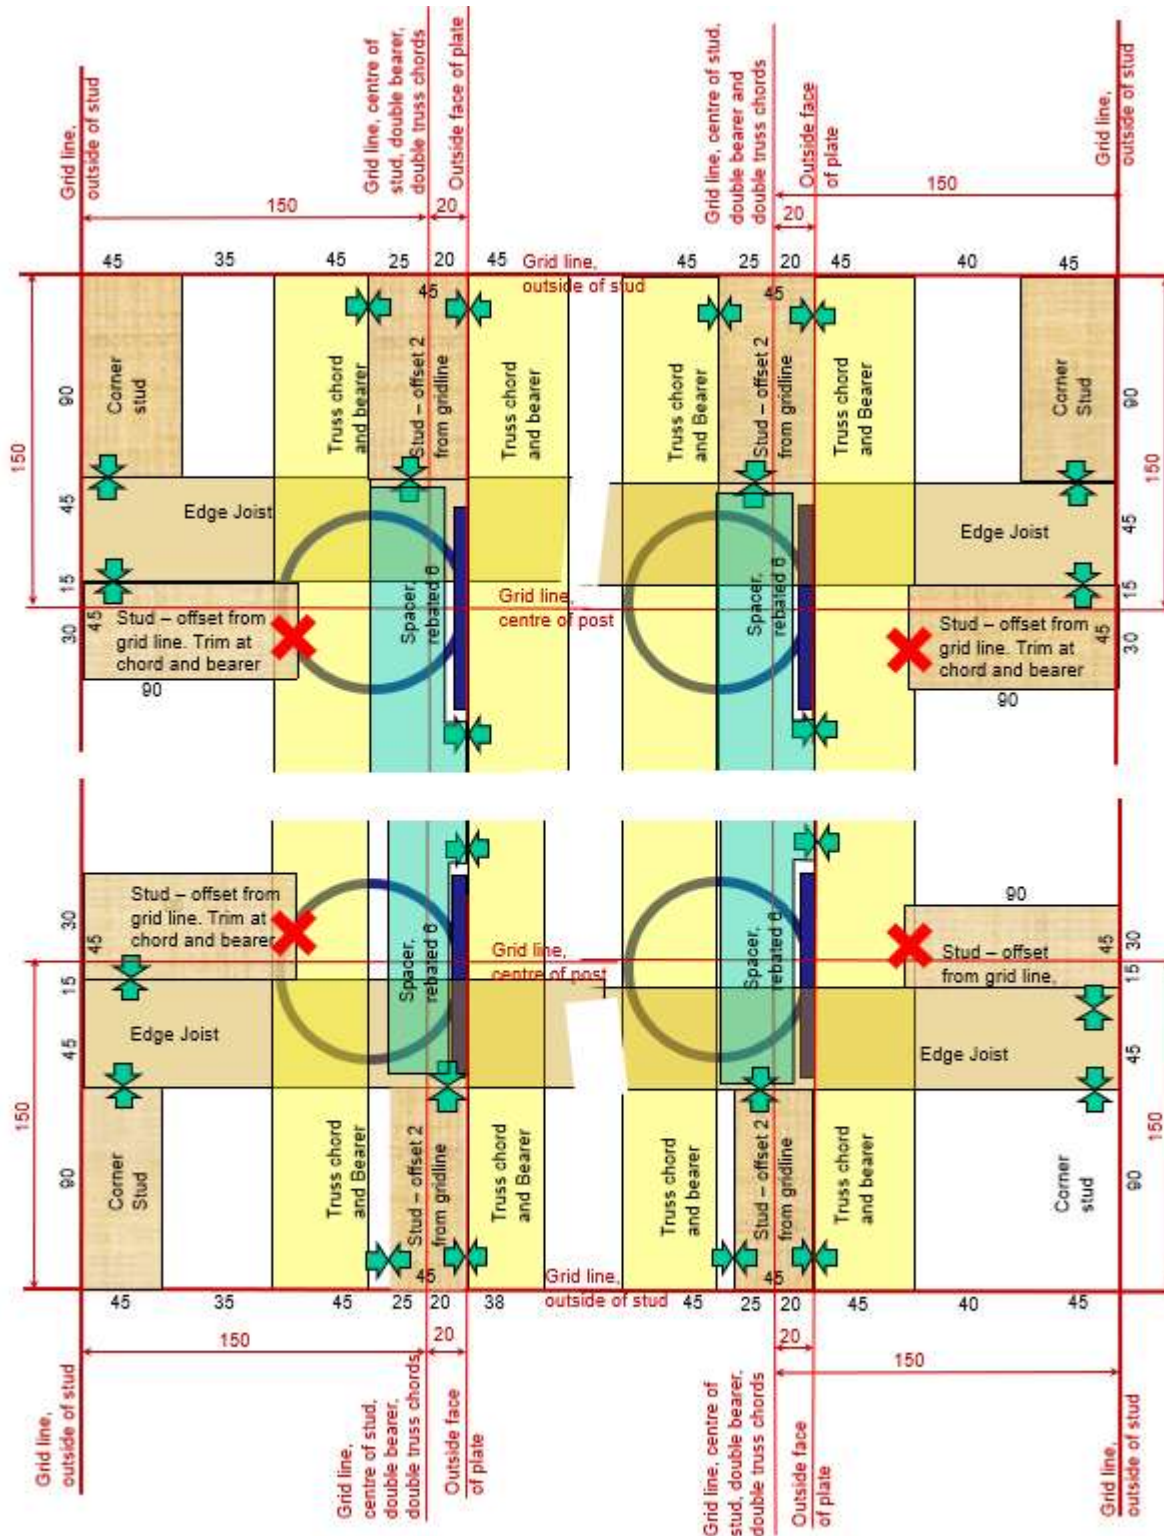 Grid line,
outside of stud
Grid line, centre of
stud, double bearer,
double truss chords
Outside face of plate
Grid line, centre of stud,
double bearer and
double truss chords
Outside face
of plate
Grid line,
outside of stud
150
20
150
20
45
35
45
25
20
45
Grid line,
outside of stud
45
25
20
45
40
45
45
45
Corner
stud
Truss chord
and bearer
Stud – offset 2
from gridline
Truss chord
and bearer
Truss chord
and Bearer
Stud – offset 2
from gridline
Truss chord
and Bearer
Corner
Stud
90
150
90
150
45
Edge Joist
Edge Joist
45
15
15
Spacer,
rebated 6
Grid line,
centre of post
Spacer,
rebated 6
30
45
Stud – offset from
grid line. Trim at
chord and bearer
90
Stud – offset from
grid line. Trim at
chord and bearer
45
30
90
30
45
Stud – offset from
grid line. Trim at
chord and bearer
Spacer,
rebated 6
Grid line,
centre of post
Spacer,
rebated 6
90
Stud – offset
from grid line,
45
30
15
15
Edge Joist
Edge Joist
45
45
150
150
90
Corner
Stud
Truss chord
and Bearer
Stud – offset 2
from gridline
Truss chord
and Bearer
Truss chord
and bearer
Stud – offset 2
from gridline
Truss chord
and bearer
Corner
stud
90
45
45
Grid line,
outside of stud
45
35
45
25
20
38
45
25
20
45
40
45
150
20
20
150
Grid line,
outside of stud
Grid line,
centre of stud,
double bearer,
double truss chords
Outside face
of plate
Grid line, centre of
stud, double bearer,
double truss chords
Outside face
of plate
Grid line,
outside of stud